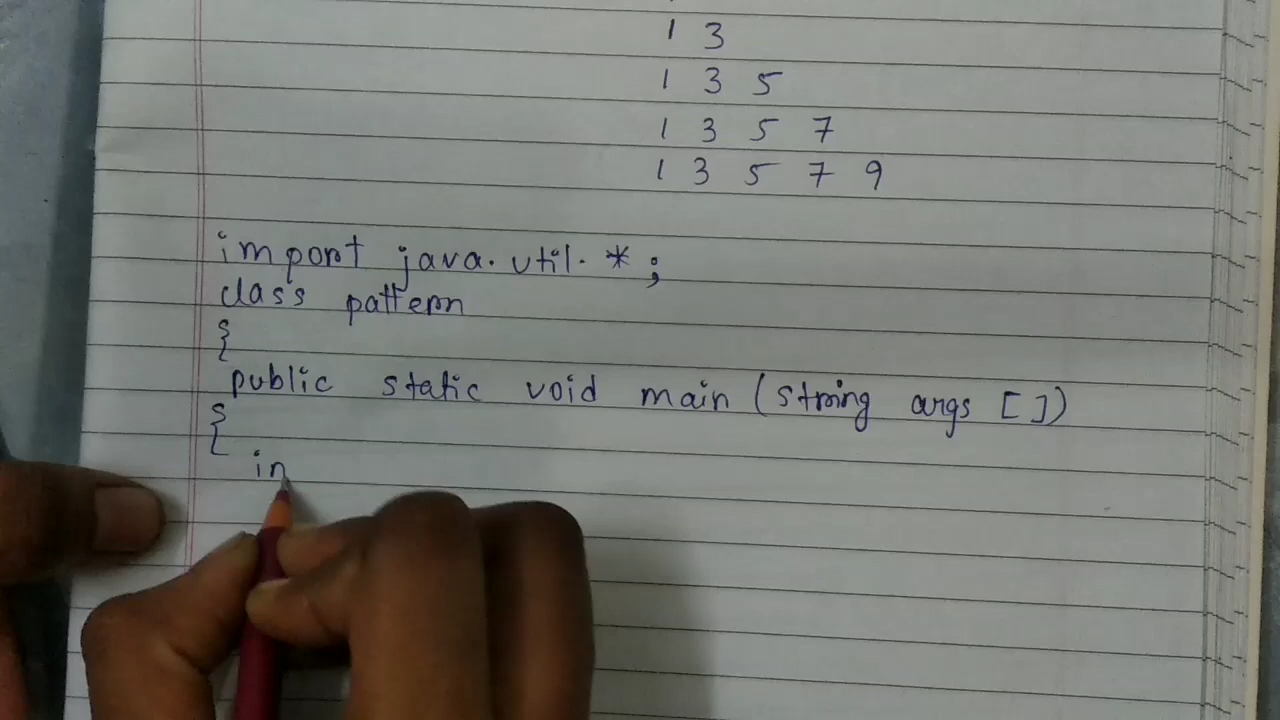 1 3
1 3 5
1 3 5 7
1 3 5 7 9
import java.util.*;
class pattern
{
public static void main (string args [])
{
in